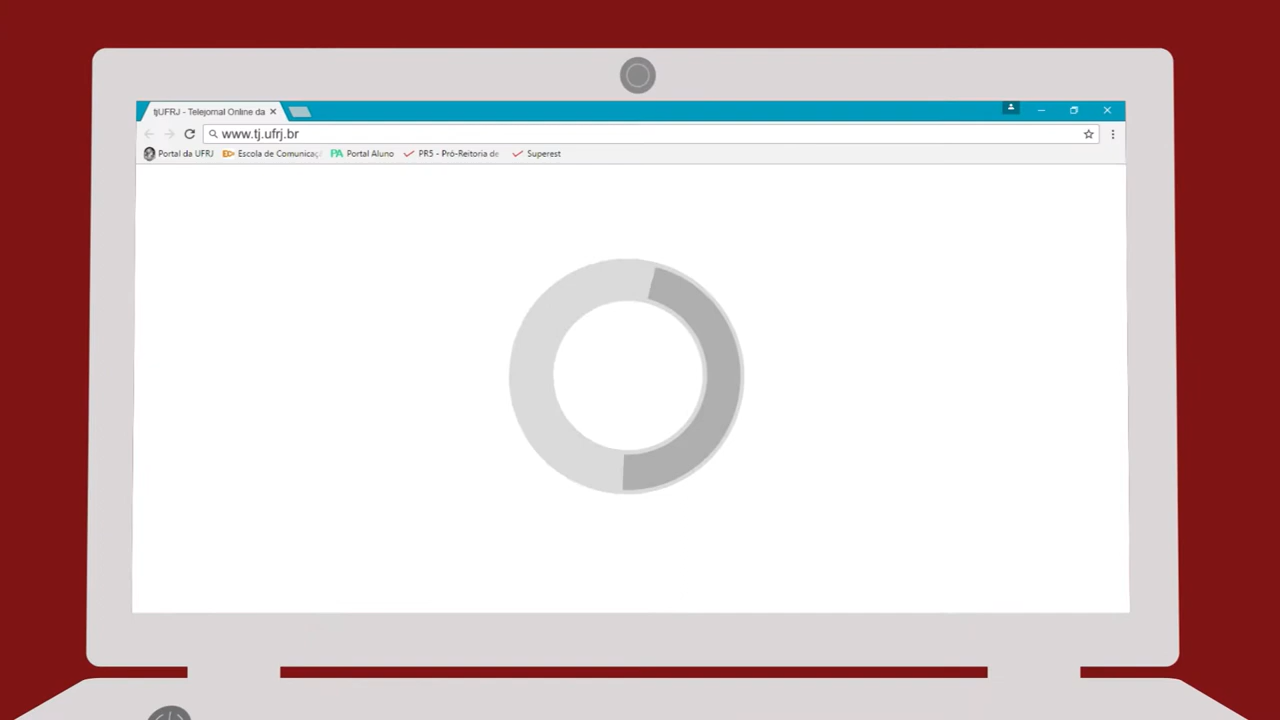 tjUFRJ - Telejornal Online da
www.tj.ufrj.br
Portal da UFRJ Escola de Comunicaç PA Portal Aluno PR5 - Pró-Reitoria de Superest